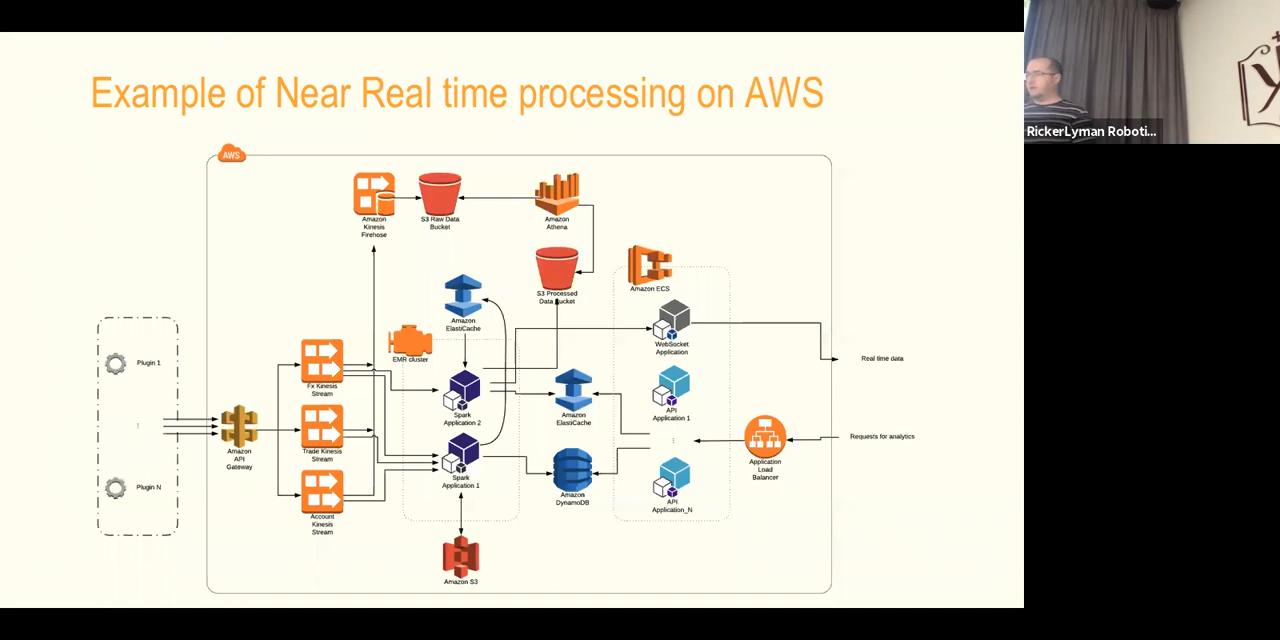 Example of Near Real time processing on AWS
RickerLyman Roboti...
AWS
Amazon
Kinesis
Firehose
S3 Raw Data
Bucket
Amazon
Athena
S3 Processed
Data Bucket
Amazon ECS
Amazon
ElastiCache
EMR cluster
WebSocket
Application
Real time data
Plugin 1
Fx Kinesis
Stream
Spark
Application 2
Amazon
ElastiCache
API
Application 1
Amazon
API
Gateway
Trade Kinesis
Stream
Requests for analytics
Application
Load
Balancer
Plugin N
Spark
Application 1
Amazon
DynamoDB
API
Application_N
Account
Kinesis
Stream
Amazon S3